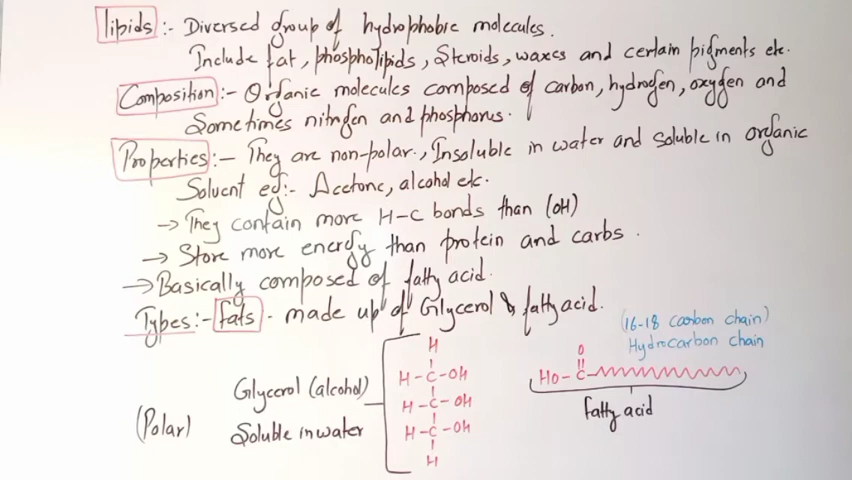 lipids :- Diversed group of hydrophobic molecules.
Include fat, phospholipids, Steroids, waxes and certain pigments etc.
Composition :- Organic molecules composed of carbon, hydrogen, oxygen and
Sometimes nitrogen and phosphorus.
Properties :- They are non-polar, Insoluble in water and soluble in organic
Solvent eg:- Acetone, alcohol etc.
→ They contain more H-C bonds than (OH)
→ Store more energy than protein and carbs.
→ Basically composed of fatty acid.
Types:- fats - made up of Glycerol & fatty acid.
(16-18 carbon chain)
Hydrocarbon chain
H
O
H-C-OH
HO-C
Glycerol (alcohol)
H-C-OH
fatty acid
(Polar)
Soluble in water
H-C-OH
H